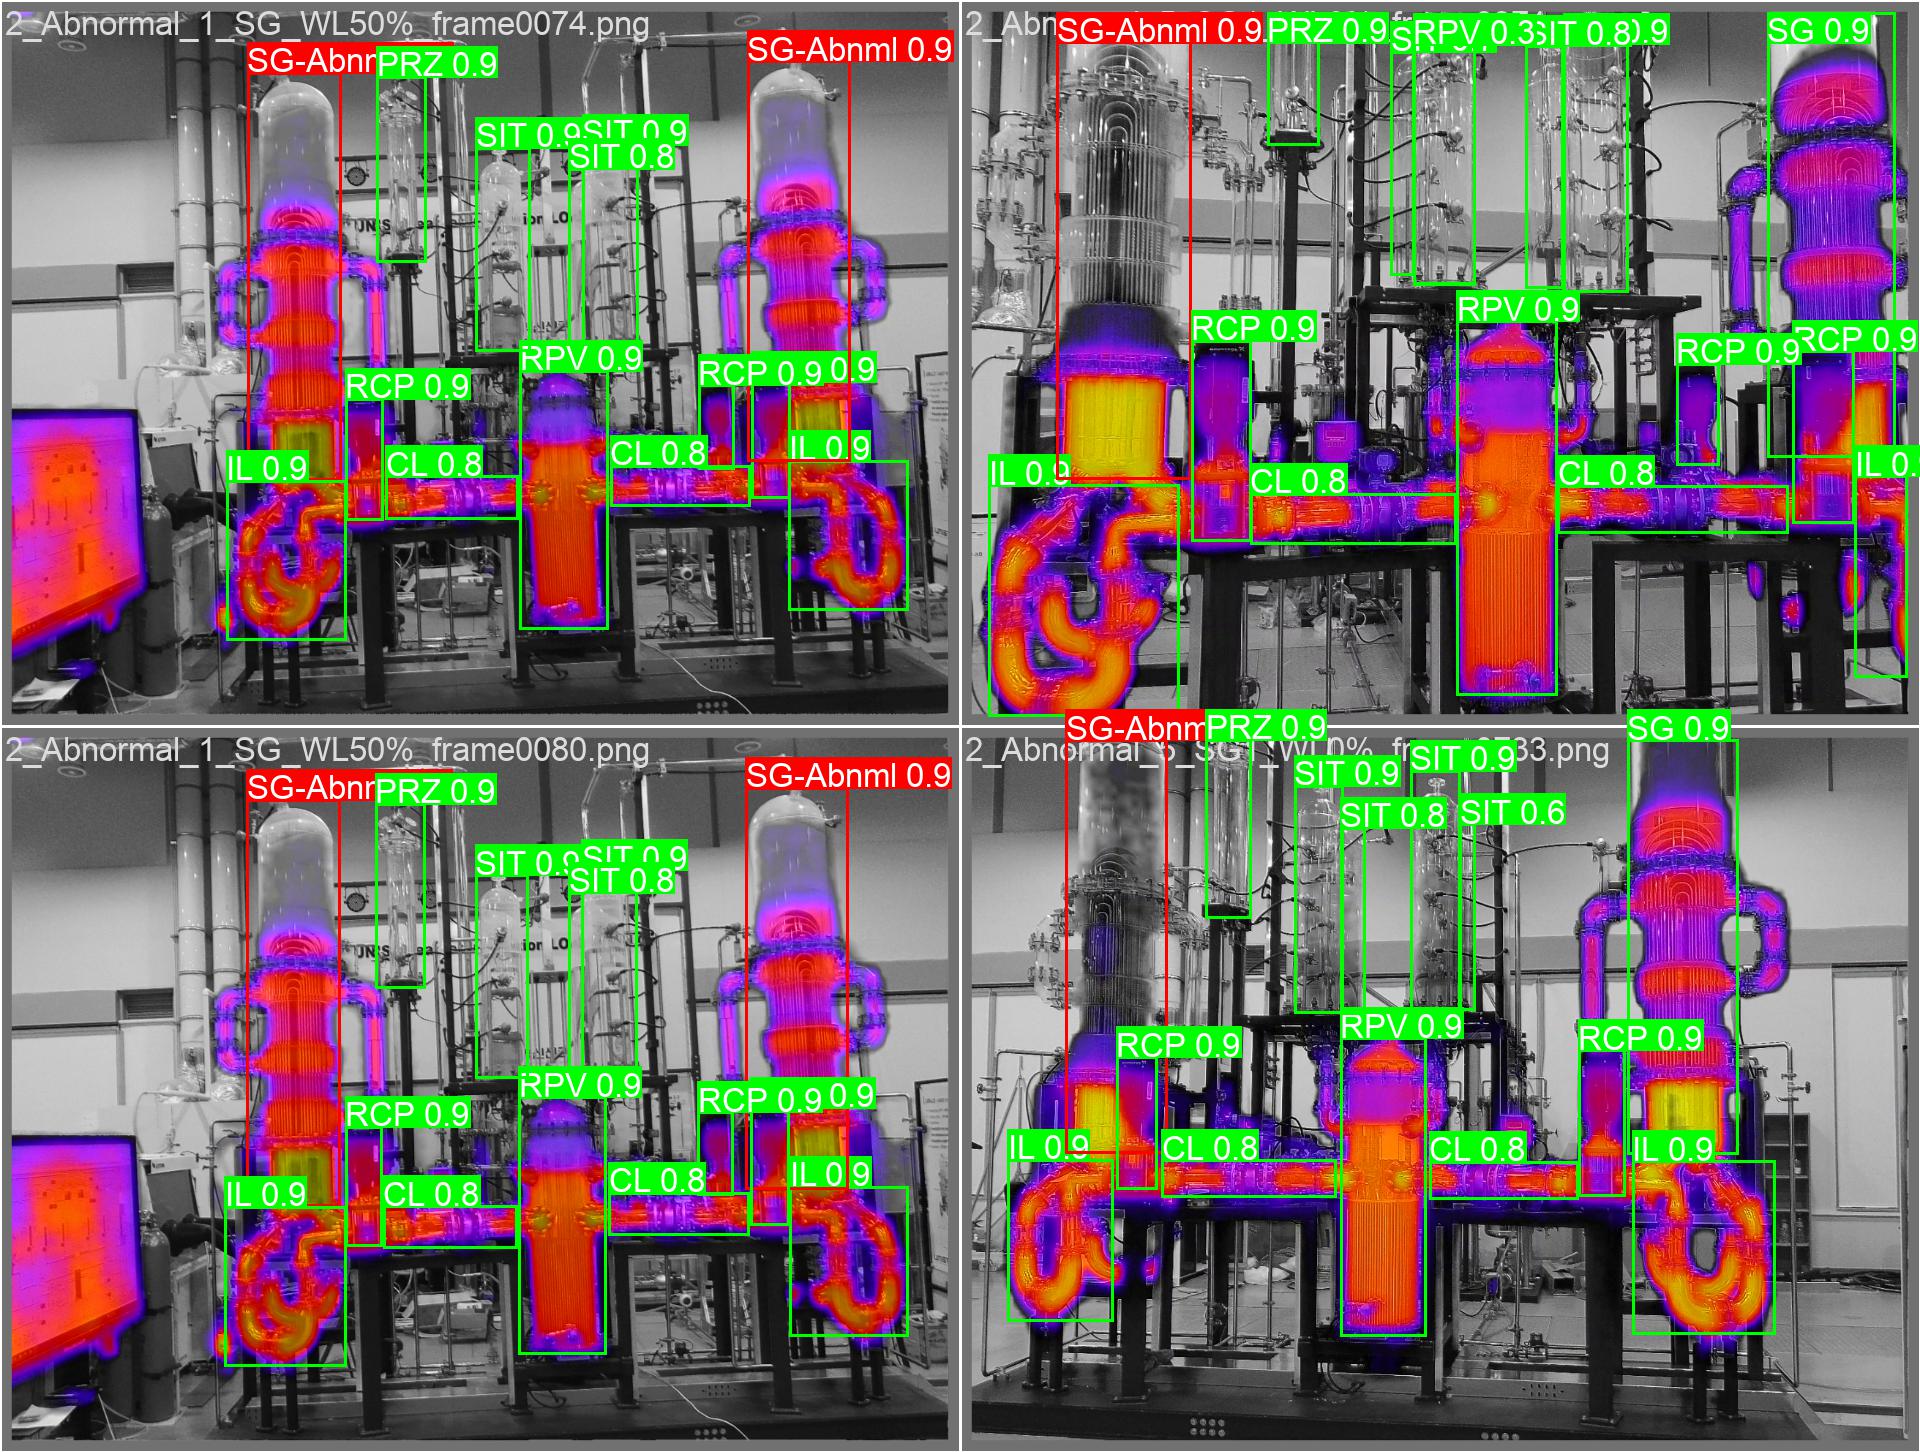 2_Abnormal_1_SG_WL50%_frame0074.png
SG-Abnr
PRZ 0.9
SG-Abnml 0.9
SIT 0.9
SIT 0.9
SIT 0.8
RPV 0.9
RCP 0.9
RCP 0.9
0.9
CL 0.8
CL 0.8
IL 0.9
IL 0.9
2_Abn
SG-Abnml 0.9
PRZ 0.9
RPV 0.3
SIT 0.8
0.9
SG 0.9
RPV 0.9
RCP 0.9
RCP 0.9
RCP 0.9
IL 0.9
CL 0.8
CL 0.8
IL 0.
2_Abnormal_1_SG_WL50%_frame0080.png
SG-Abnr
PRZ 0.9
SG-Abnml 0.9
SIT 0.9
SIT 0.9
SIT 0.8
RPV 0.9
RCP 0.9
RCP 0.9
0.9
CL 0.8
CL 0.8
IL 0.9
IL 0.9
SG-Abnm
PRZ 0.9
SG 0.9
SIT 0.9
SIT 0.9
SIT 0.8
SIT 0.6
RPV 0.9
RCP 0.9
RCP 0.9
IL 0.9
CL 0.8
CL 0.8
IL 0.9